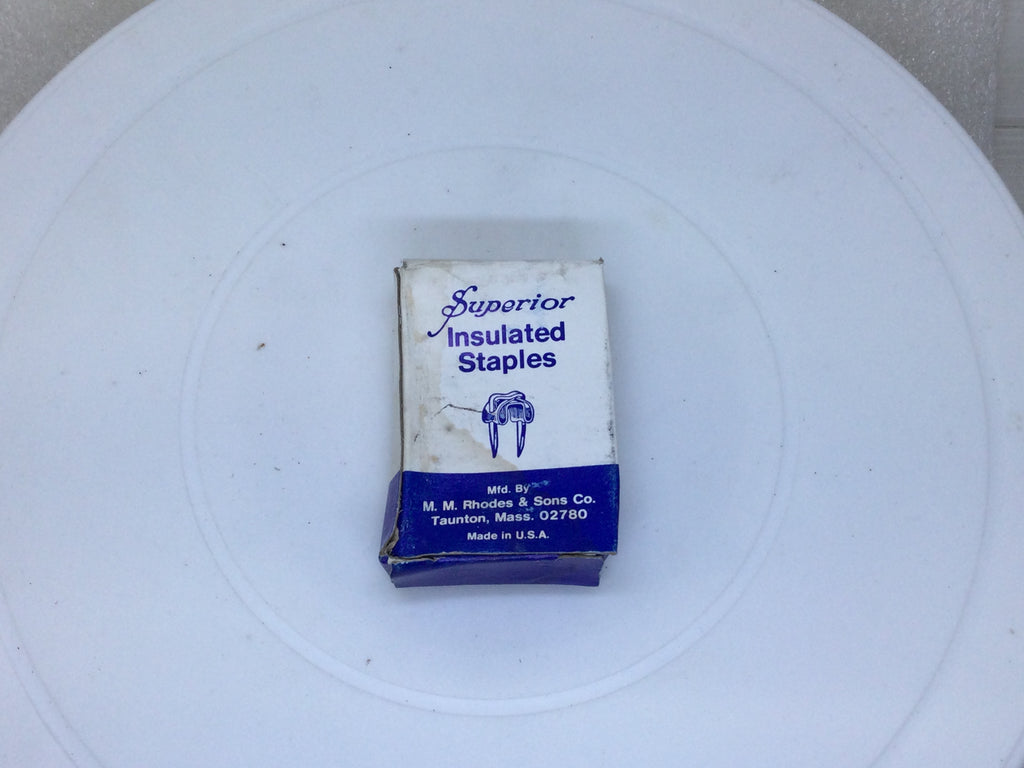 Superior
Insulated
Staples
Mfd. By
M. M. Rhodes & Sons Co.
Taunton, Mass. 02780
Made in U.S.A.